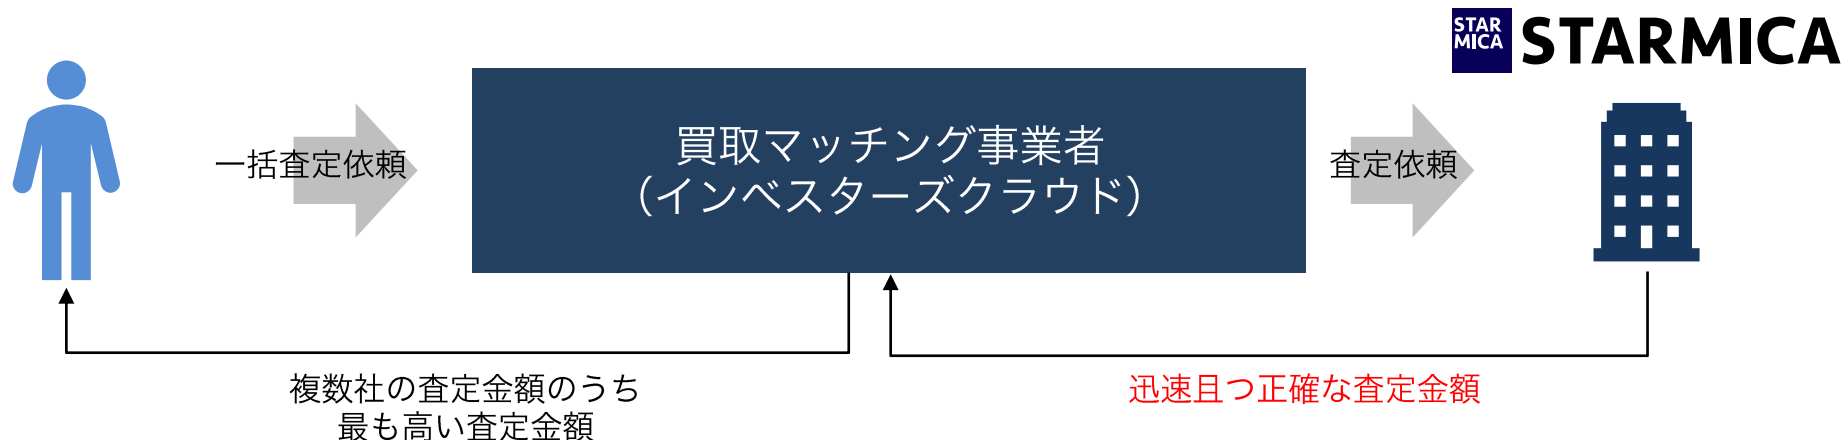 STAR
MICA
STARMICA
一括査定依頼
買取マッチング事業者
（インベスターズクラウド）
査定依頼
複数社の査定金額のうち
最も高い査定金額
迅速且つ正確な査定金額